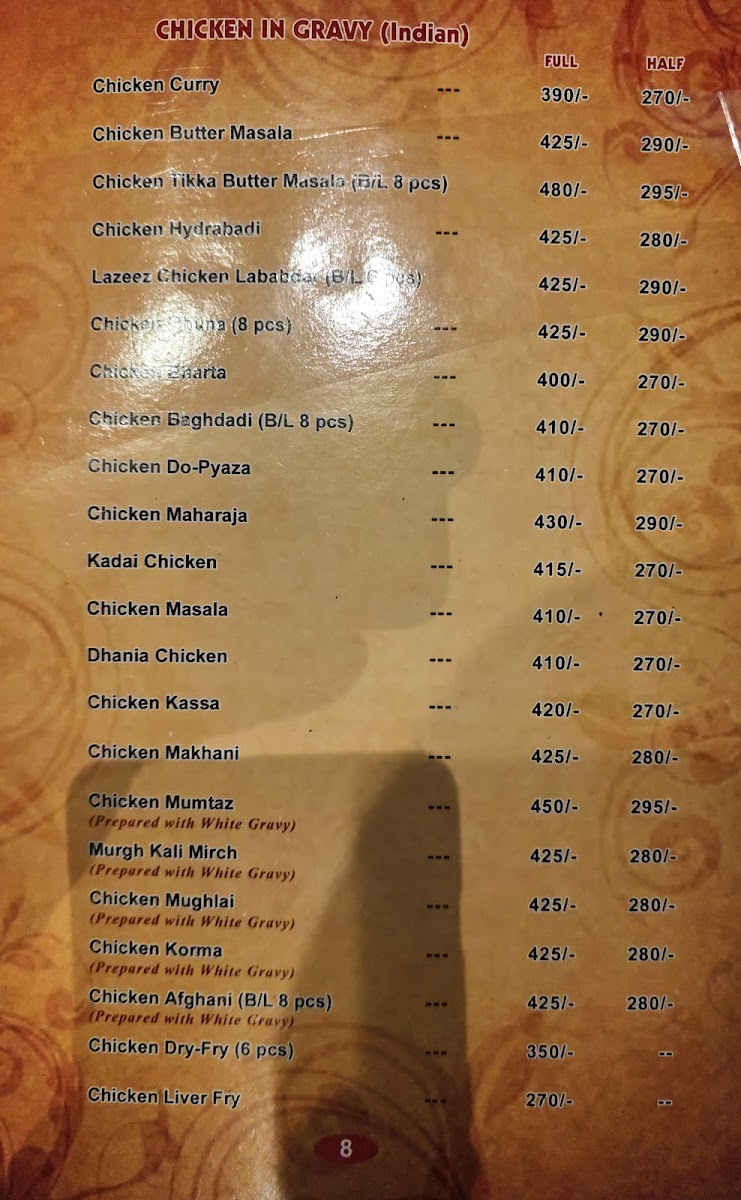 CHICKEN IN GRAVY (Indian)
FULL HALF
Chicken Curry --- 390/- 270/-
Chicken Butter Masala --- 425/- 290/-
Chicken Tikka Butter Masala (B/L 8 pcs) 480/- 295/-
Chicken Hydrabadi --- 425/- 280/-
Lazeez Chicken Lababdar (B/L pcs) 425/- 290/-
Chicken Bhuna (8 pcs) --- 425/- 290/-
Chicken Bharta --- 400/- 270/-
Chicken Baghdadi (B/L 8 pcs) --- 410/- 270/-
Chicken Do-Pyaza --- 410/- 270/-
Chicken Maharaja --- 430/- 290/-
Kadai Chicken --- 415/- 270/-
Chicken Masala --- 410/- 270/-
Dhania Chicken --- 410/- 270/-
Chicken Kassa --- 420/- 270/-
Chicken Makhani --- 425/- 280/-
Chicken Mumtaz --- 450/- 295/-
(Prepared with White Gravy)
Murgh Kali Mirch --- 425/- 280/-
(Prepared with White Gravy)
Chicken Mughlai --- 425/- 280/-
(Prepared with White Gravy)
Chicken Korma --- 425/- 280/-
(Prepared with White Gravy)
Chicken Afghani (B/L 8 pcs) --- 425/- 280/-
(Prepared with White Gravy)
Chicken Dry-Fry (6 pcs) --- 350/- --
Chicken Liver Fry --- 270/- --
8